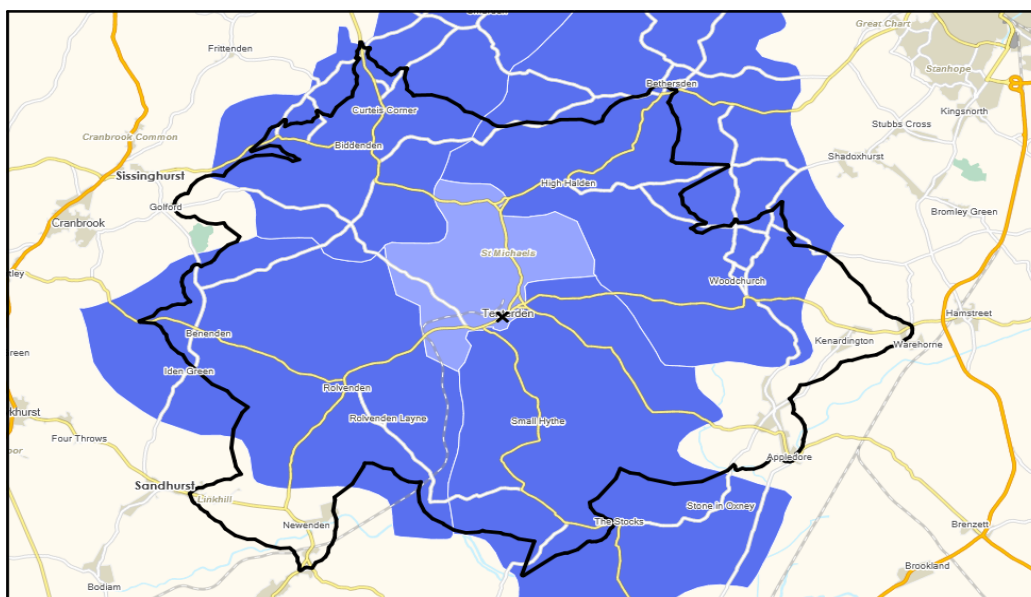 Great Chart
Frittenden
Stanhope
Bethersden
Kingsnorth
Curteis Corner
Stubbs Cross
Cranbrook Common
Biddenden
Shadoxhurst
Sissinghurst
High Halden
Golford
Bromley Green
Cranbrook
St Michaels
Woodchurch
Tenterden
Hamstreet
Benenden
Kenardington
Warehorne
Iden Green
Rolvenden
Rolvenden Layne
Small Hythe
Four Throws
Appledore
Sandhurst
Linkhill
Stone in Oxney
Newenden
The Stocks
Brenzett
Bodiam
Brookland